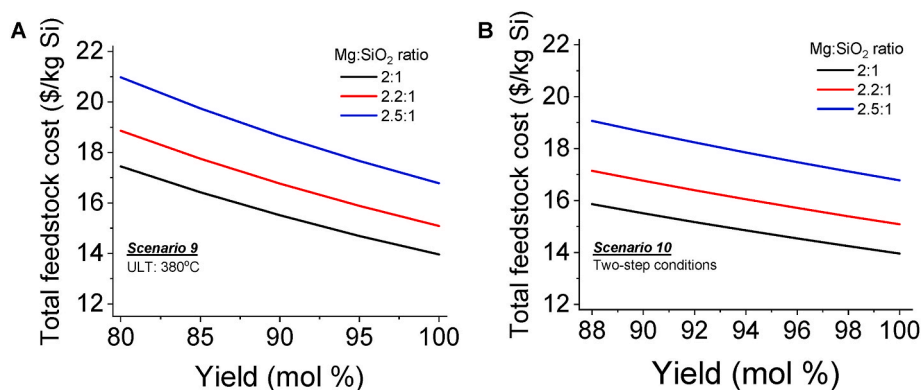 A
Total feedstock cost ($/kg Si)
22
20
18
16
14
12
Mg:SiO₂ ratio
2:1
2.2:1
2.5:1
Scenario 9
ULT: 380ºC
80 85 90 95 100
Yield (mol %)
B
Total feedstock cost ($/kg Si)
22
20
18
16
14
12
Mg:SiO₂ ratio
2:1
2.2:1
2.5:1
Scenario 10
Two-step conditions
88 90 92 94 96 98 100
Yield (mol %)